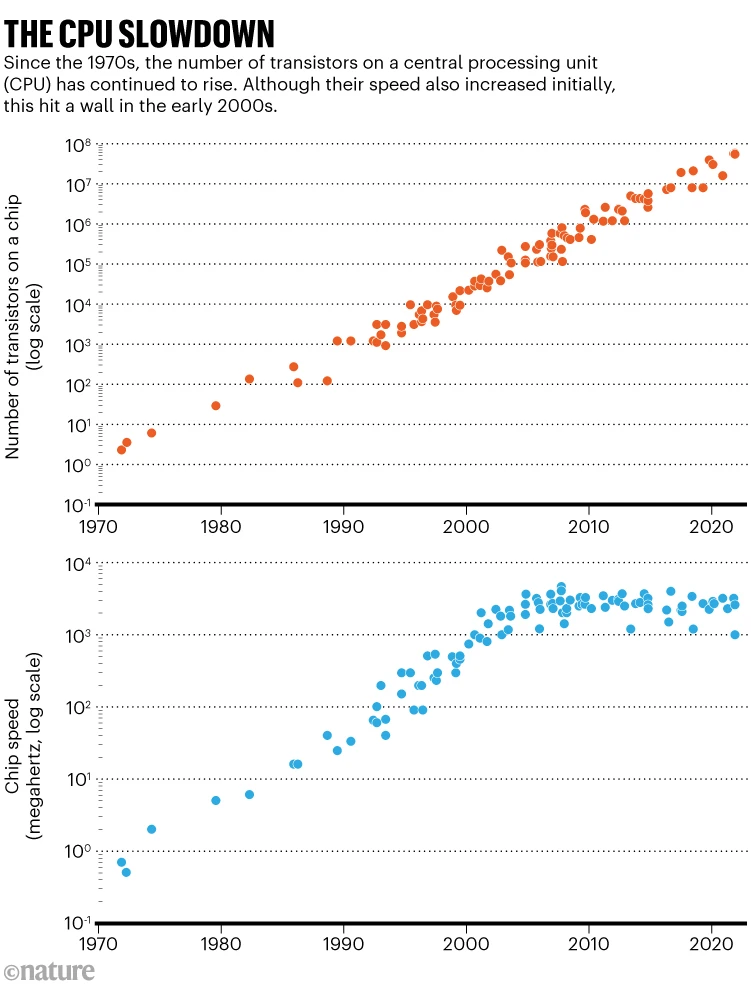 THE CPU SLOWDOWN
Since the 1970s, the number of transistors on a central processing unit
(CPU) has continued to rise. Although their speed also increased initially,
this hit a wall in the early 2000s.
Number of transistors on a chip
(log scale)
10⁸
10⁷
10⁶
10⁵
10⁴
10³
10²
10¹
10⁰
10⁻¹
1970 1980 1990 2000 2010 2020
Chip speed
(megahertz, log scale)
10⁴
10³
10²
10¹
10⁰
10⁻¹
1970 1980 1990 2000 2010 2020
©nature